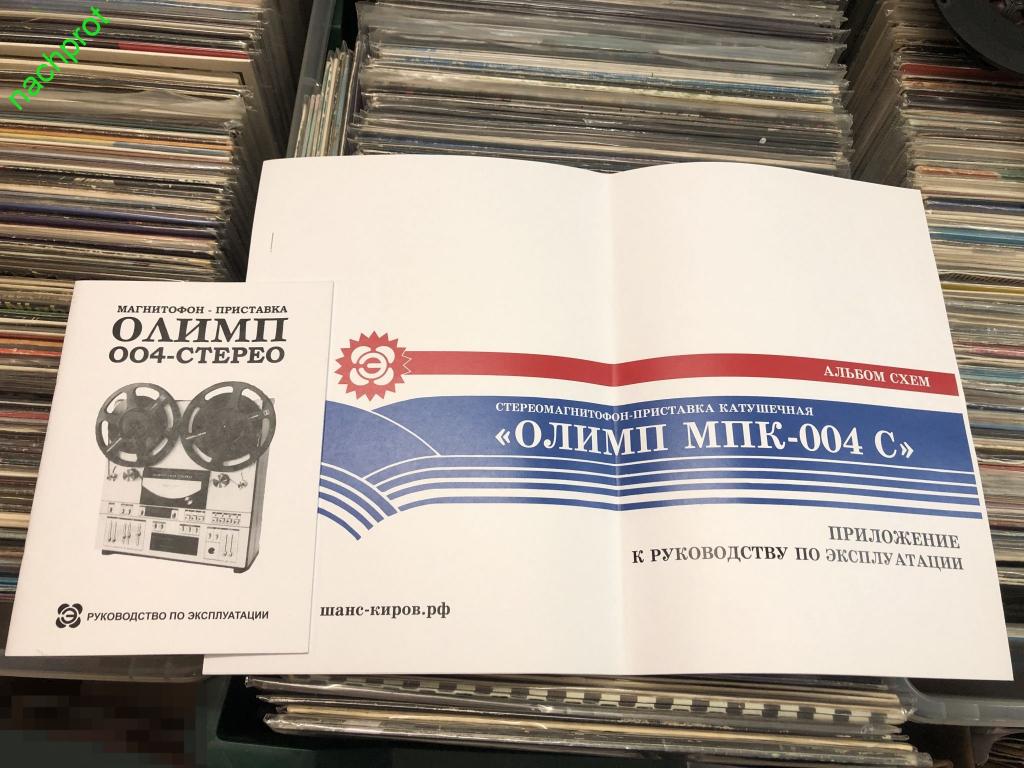 nachprot
МАГНИТОФОН - ПРИСТАВКА
ОЛИМП
004-СТЕРЕО
Э
РУКОВОДСТВО ПО ЭКСПЛУАТАЦИИ
Э
АЛЬБОМ СХЕМ
СТЕРЕОМАГНИТОФОН-ПРИСТАВКА КАТУШЕЧНАЯ
«ОЛИМП МПК-004 С»
ПРИЛОЖЕНИЕ
К РУКОВОДСТВУ ПО ЭКСПЛУАТАЦИИ
шанс-киров.рф